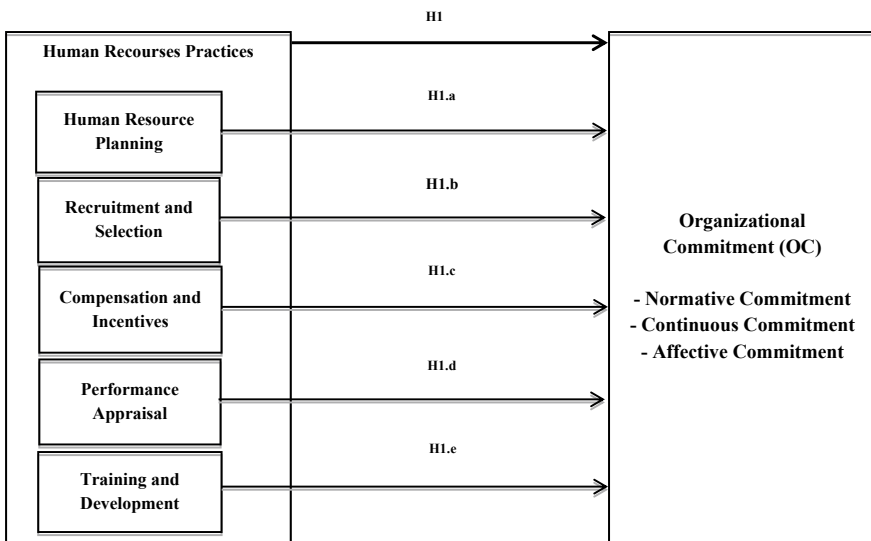 H1
Human Recourses Practices
H1.a
Human Resource
Planning
H1.b
Recruitment and
Selection
H1.c
Compensation and
Incentives
H1.d
Performance
Appraisal
H1.e
Training and
Development
Organizational
Commitment (OC)
- Normative Commitment
- Continuous Commitment
- Affective Commitment